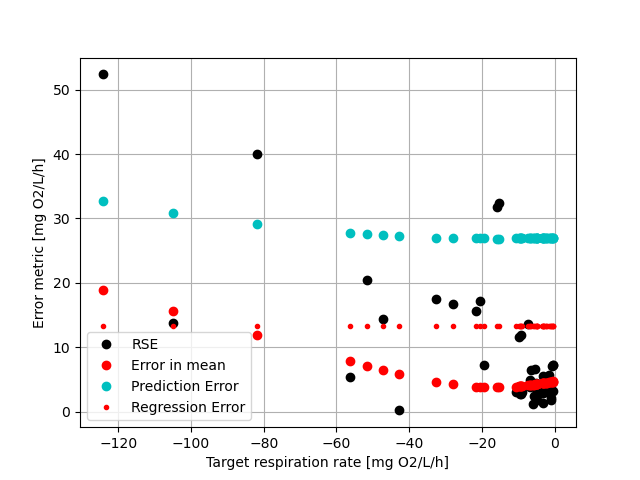 50
40
30
20
10
0
Error metric [mg O2/L/h]
RSE
Error in mean
Prediction Error
Regression Error
−120 −100 −80 −60 −40 −20 0
Target respiration rate [mg O2/L/h]